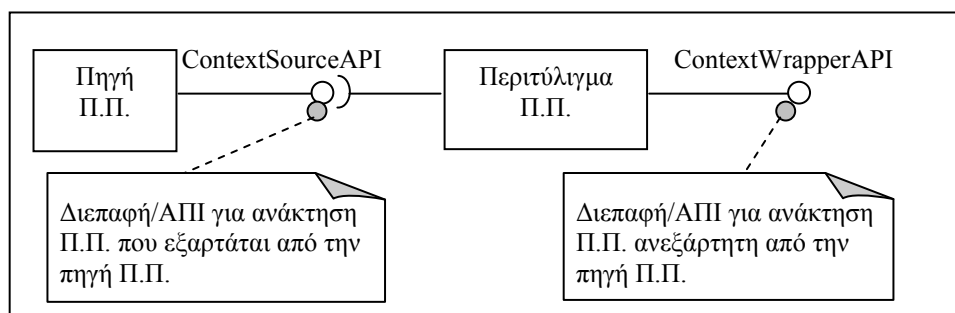 Πηγή
Π.Π.
ContextSourceAPI
Περιτύλιγμα
Π.Π.
ContextWrapperAPI
Διεπαφή/ΑΠΙ για ανάκτηση
Π.Π. που εξαρτάται από την
πηγή Π.Π.
Διεπαφή/ΑΠΙ για ανάκτηση
Π.Π. ανεξάρτητη από την
πηγή Π.Π.